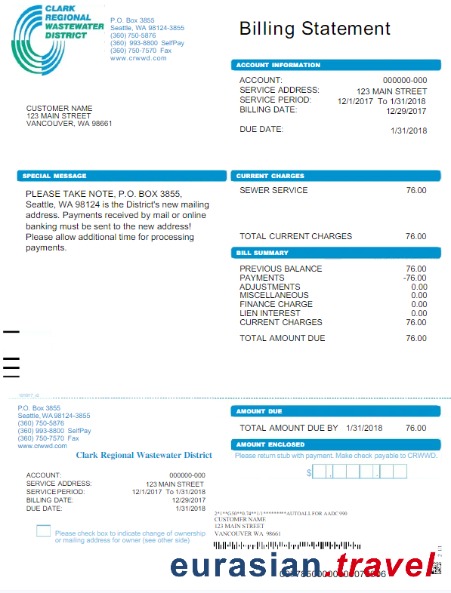 CLARK
REGIONAL
WASTEWATER
DISTRICT
P.O. Box 3855
Seattle, WA 98124-3855
(360) 750-5876
(360) 993-8800 SelfPay
(360) 750-7570 Fax
www.crwwd.com
Billing Statement
ACCOUNT INFORMATION
ACCOUNT: 000000-000
SERVICE ADDRESS: 123 MAIN STREET
SERVICE PERIOD: 12/1/2017 To 1/31/2018
BILLING DATE: 12/29/2017
DUE DATE: 1/31/2018
CUSTOMER NAME
123 MAIN STREET
VANCOUVER, WA 98661
SPECIAL MESSAGE
PLEASE TAKE NOTE, P.O. BOX 3855,
Seattle, WA 98124 is the District's new mailing
address. Payments received by mail or online
banking must be sent to the new address!
Please allow additional time for processing
payments.
CURRENT CHARGES
SEWER SERVICE 76.00
TOTAL CURRENT CHARGES 76.00
BILL SUMMARY
PREVIOUS BALANCE 76.00
PAYMENTS -76.00
ADJUSTMENTS 0.00
MISCELLANEOUS 0.00
FINANCE CHARGE 0.00
LIEN INTEREST 0.00
CURRENT CHARGES 76.00
TOTAL AMOUNT DUE 76.00
P.O. Box 3855
Seattle, WA 98124-3855
(360) 750-5876
(360) 993-8800 SelfPay
(360) 750-7570 Fax
www.crwwd.com
Clark Regional Wastewater District
ACCOUNT: 000000-000
SERVICE ADDRESS: 123 MAIN STREET
SERVICE PERIOD: 12/1/2017 To 1/31/2018
BILLING DATE: 12/29/2017
DUE DATE: 1/31/2018
Please check box to indicate change of ownership
or mailing address for owner (see other side)
AMOUNT DUE
TOTAL AMOUNT DUE BY 1/31/2018 76.00
AMOUNT ENCLOSED
Please return stub with payment. Make check payable to CRWWD.
$
CUSTOMER NAME
123 MAIN STREET
VANCOUVER WA 98661
eurasian.travel